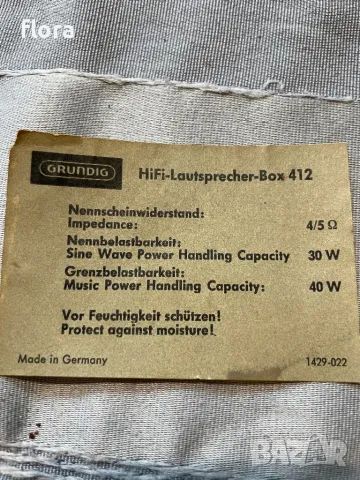 flora
GRUNDIG
HiFi-Lautsprecher-Box 412
Nennscheinwiderstand:
Impedance: 4/5 Ω
Nennbelastbarkeit:
Sine Wave Power Handling Capacity 30 W
Grenzbelastbarkeit:
Music Power Handling Capacity: 40 W
Vor Feuchtigkeit schützen!
Protect against moisture!
Made in Germany 1429-022
BAZAR